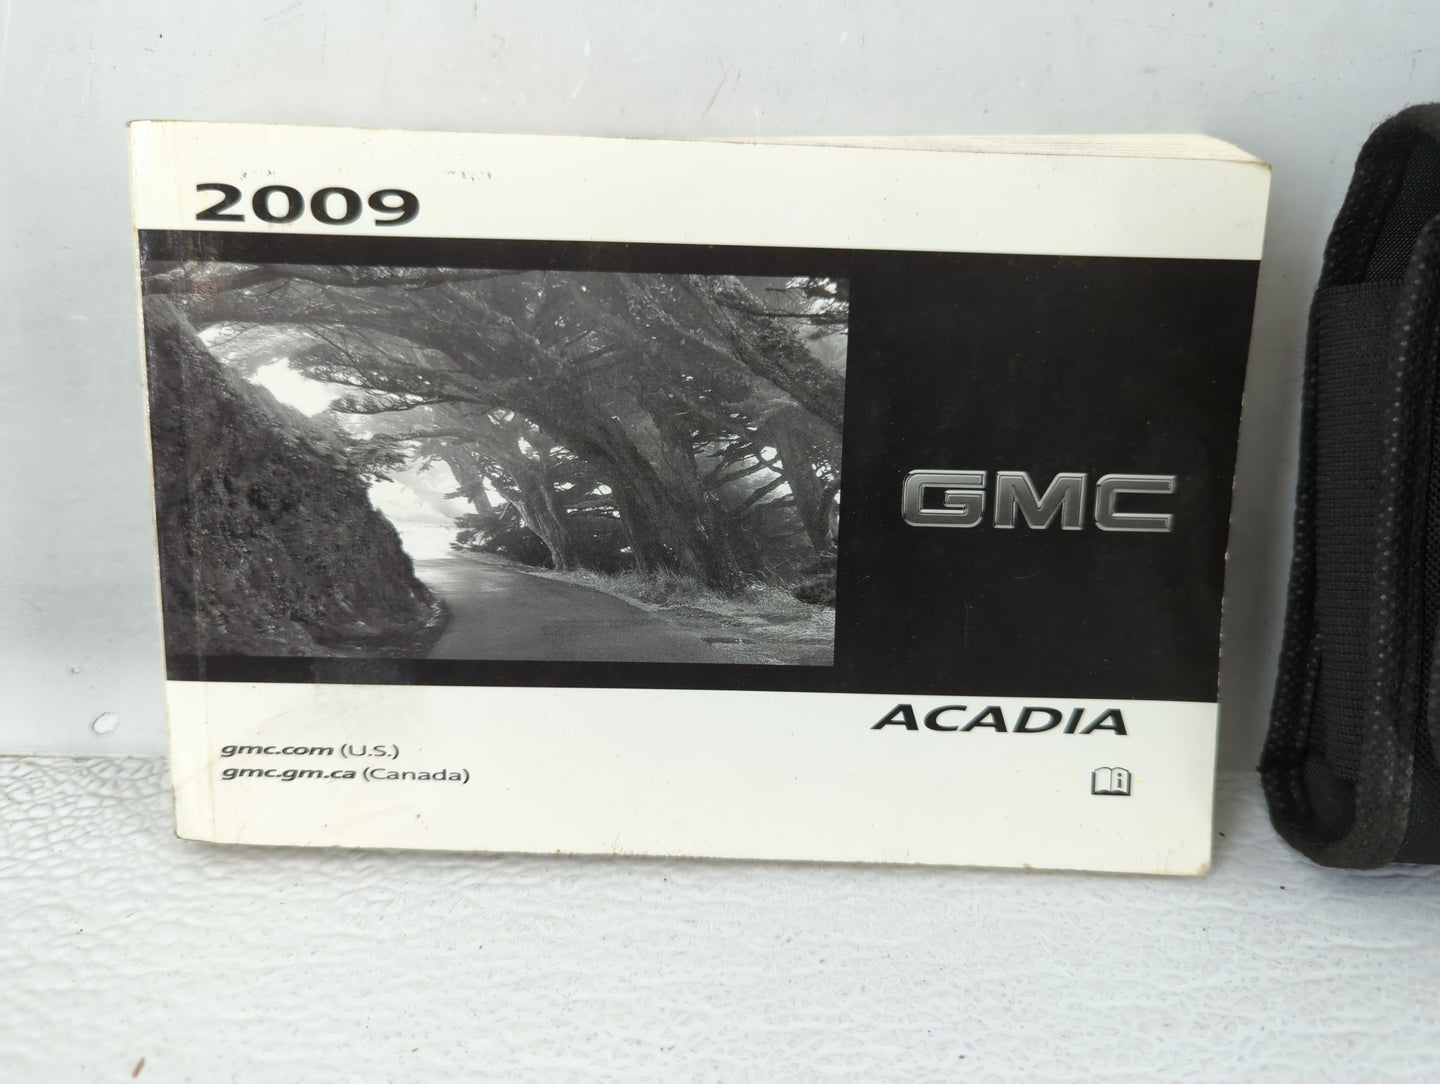 2009
GMC
ACADIA
gmc.com (U.S.)
gmc.gm.ca (Canada)